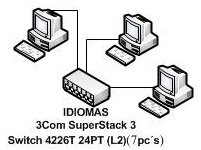 IDIOMAS
3Com SuperStack 3
Switch 4226T 24PT (L2)(7pc´s)